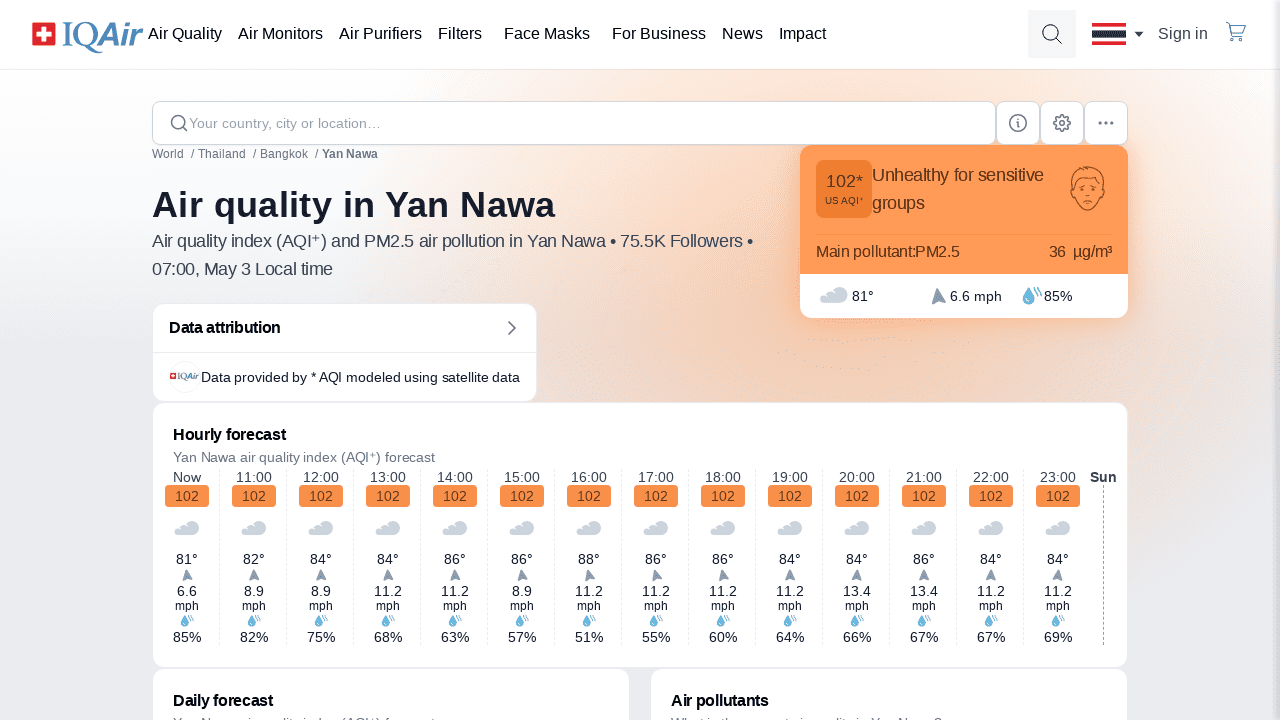 IQAir Air Quality Air Monitors Air Purifiers Filters Face Masks For Business News Impact Sign in
Your country, city or location…
World / Thailand / Bangkok / Yan Nawa
Air quality in Yan Nawa
Air quality index (AQI⁺) and PM2.5 air pollution in Yan Nawa • 75.5K Followers •
07:00, May 3 Local time
102*
US AQI⁺
Unhealthy for sensitive
groups
Main pollutant:PM2.5 36 µg/m³
81° 6.6 mph 85%
Data attribution
IQAir Data provided by * AQI modeled using satellite data
Hourly forecast
Yan Nawa air quality index (AQI⁺) forecast
Now 11:00 12:00 13:00 14:00 15:00 16:00 17:00 18:00 19:00 20:00 21:00 22:00 23:00 Sun
102 102 102 102 102 102 102 102 102 102 102 102 102 102
81° 82° 84° 84° 86° 86° 88° 86° 86° 84° 84° 86° 84° 84°
6.6 8.9 8.9 11.2 11.2 8.9 11.2 11.2 11.2 11.2 13.4 13.4 11.2 11.2
mph mph mph mph mph mph mph mph mph mph mph mph mph mph
85% 82% 75% 68% 63% 57% 51% 55% 60% 64% 66% 67% 67% 69%
Daily forecast
Air pollutants